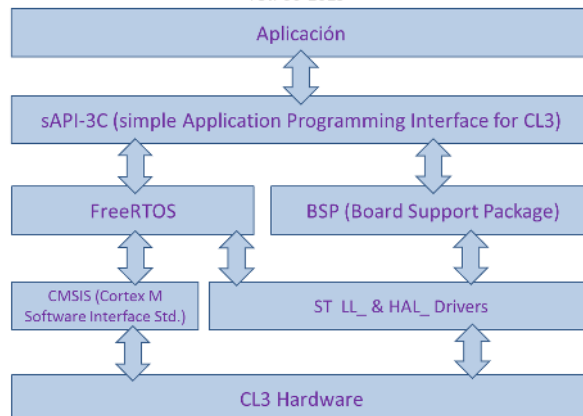 Aplicación
sAPI-3C (simple Application Programming Interface for CL3)
FreeRTOS
BSP (Board Support Package)
CMSIS (Cortex M
Software Interface Std.)
ST LL_ & HAL_ Drivers
CL3 Hardware